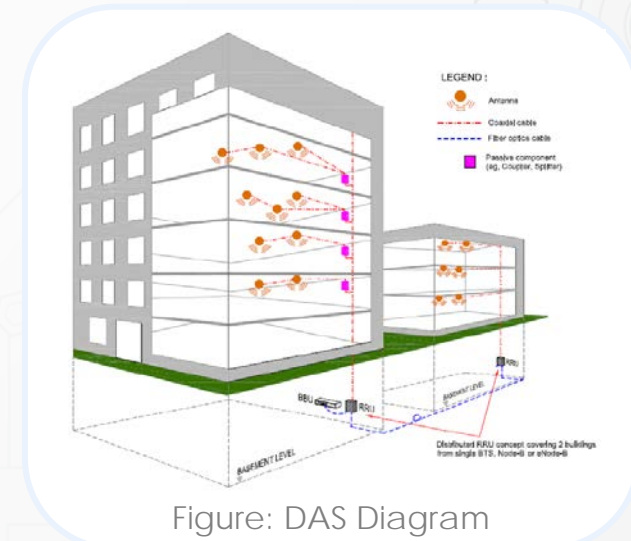 LEGEND :
Antenna
Coaxial cable
Fiber optics cable
Passive component
(eg, Coupler, Splitter)
BBU
RRU
RRU
BASEMENT LEVEL
BASEMENT LEVEL
Distributed RRU concept covering 2 buildings
from single BTS, Node-B or eNode-B
Figure: DAS Diagram